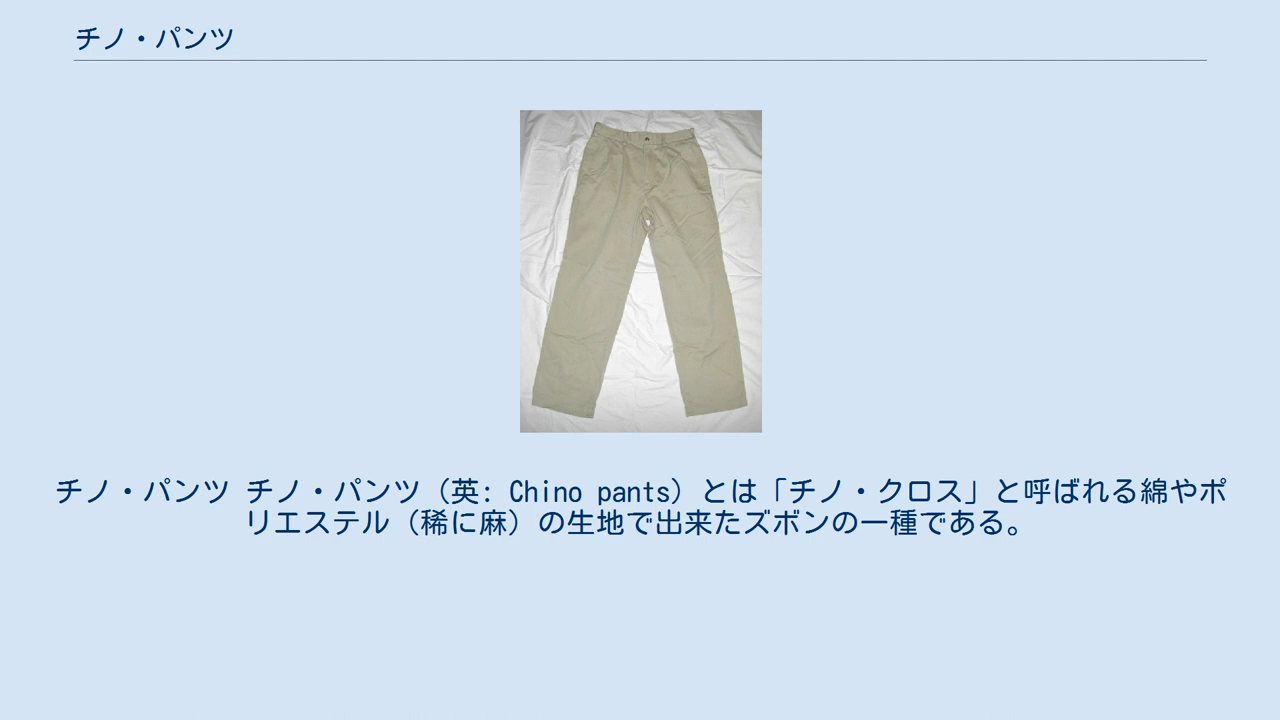 チノ・パンツ
チノ・パンツ チノ・パンツ（英: Chino pants）とは「チノ・クロス」と呼ばれる綿やポ
リエステル（稀に麻）の生地で出来たズボンの一種である。